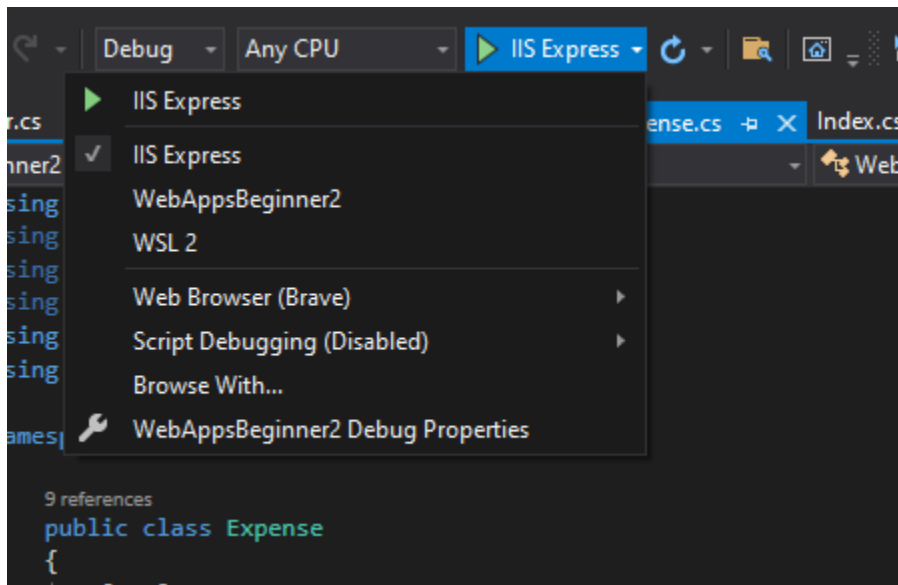 Debug Any CPU IIS Express
IIS Express
r.cs ense.cs Index.cs
IIS Express
nner2 Web
WebAppsBeginner2
sing
WSL 2
sing
sing
Web Browser (Brave)
sing
Script Debugging (Disabled)
sing
sing
Browse With...
WebAppsBeginner2 Debug Properties
amesp
9 references
public class Expense
{